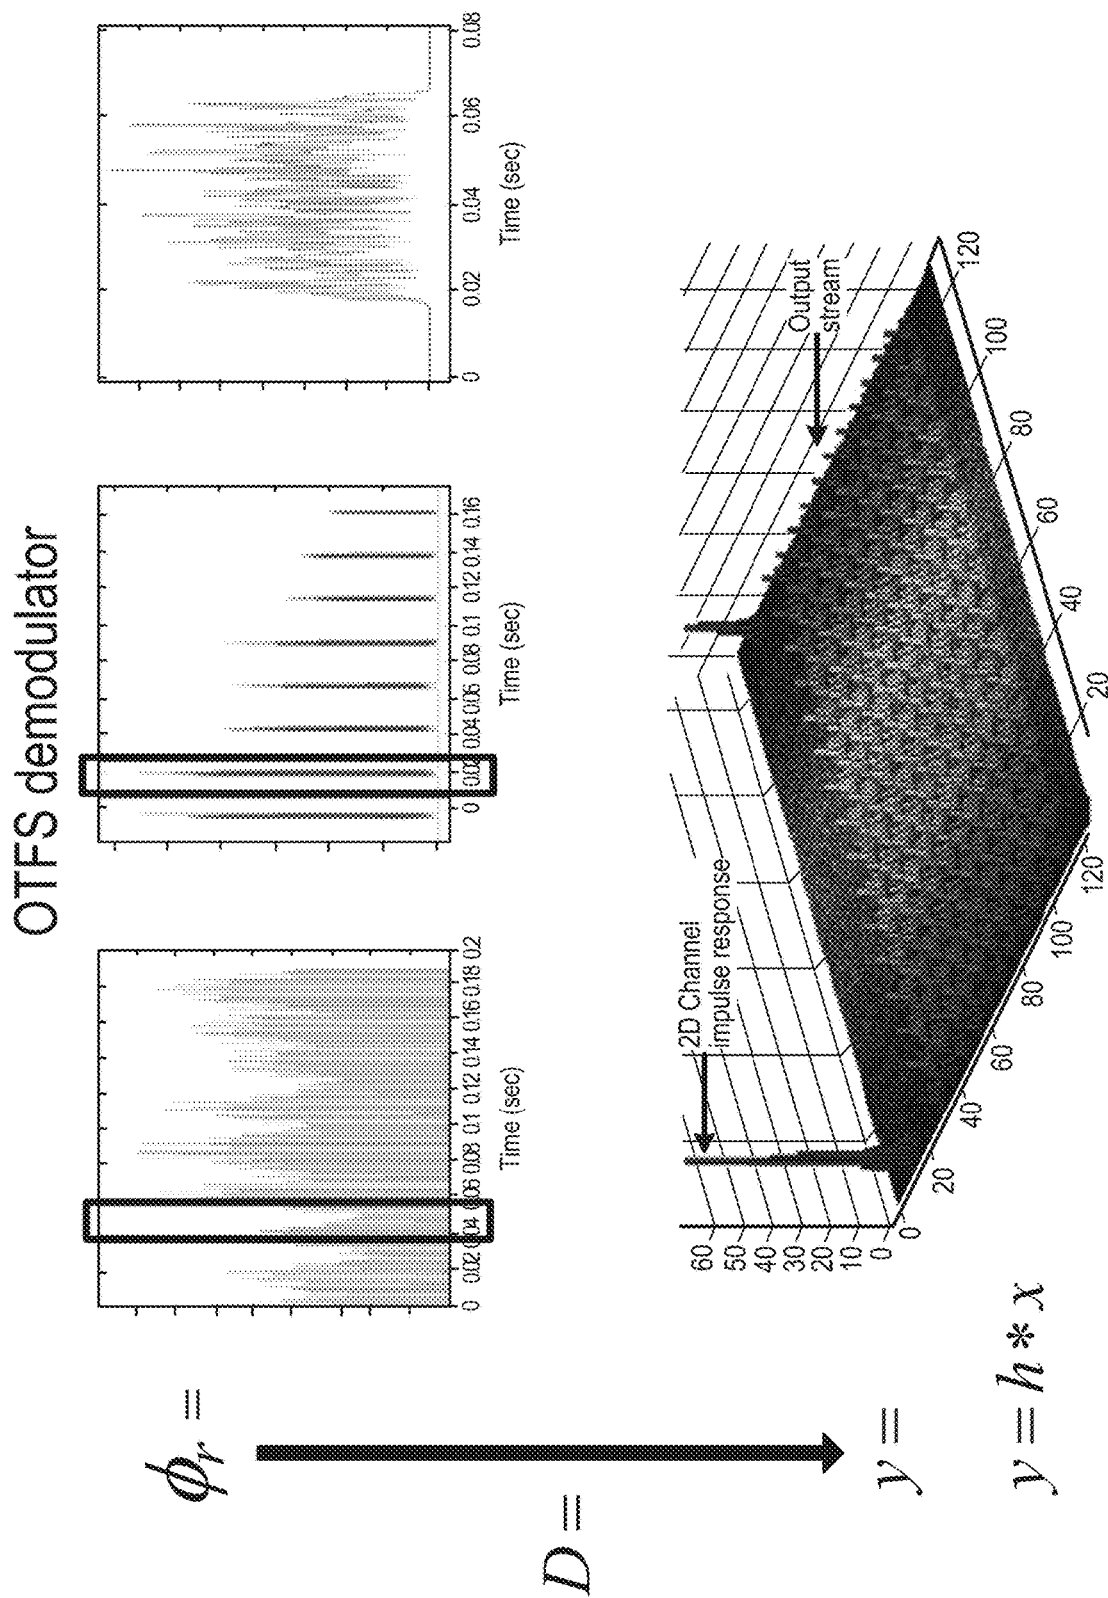 OTFS demodulator
ϕr =
0 0.02 0.04 0.06 0.08 0.1 0.12 0.14 0.16 0.18 0.2
Time (sec)
0 0.02 0.04 0.06 0.08 0.1 0.12 0.14 0.16
Time (sec)
0 0.02 0.04 0.06 0.08
Time (sec)
D =
y =
60
50
40
30
20
10
0
2D Channel
impulse response
Output
stream
0 20 40 60 80 100 120
20 40 60 80 100 120
y = h * x